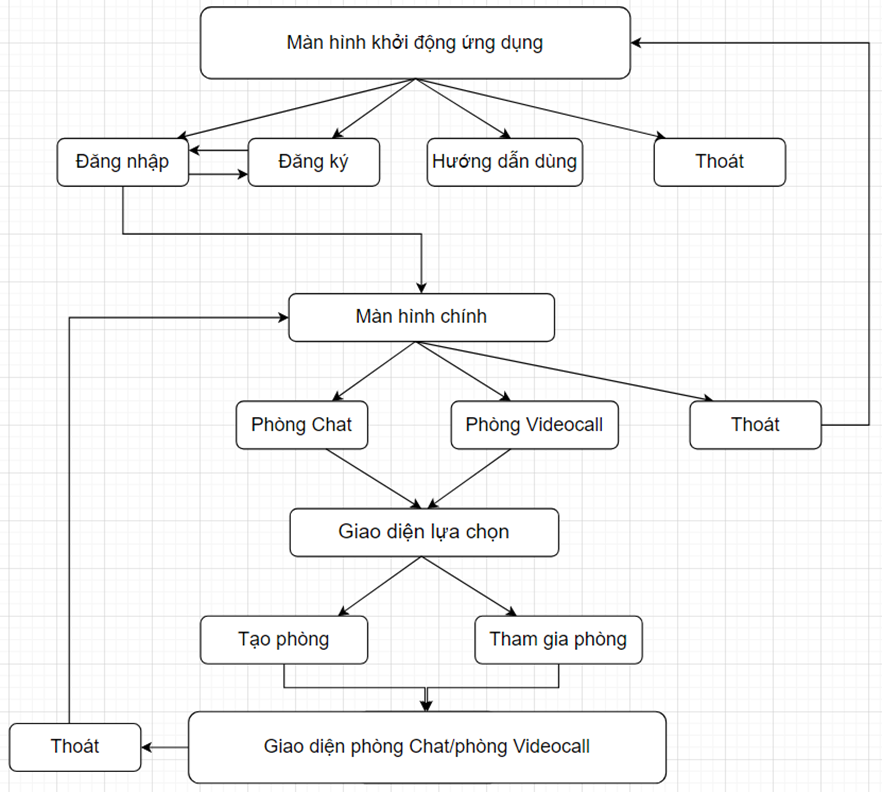 Màn hình khởi động ứng dụng
Đăng nhập
Đăng ký
Hướng dẫn dùng
Thoát
Màn hình chính
Phòng Chat
Phòng Videocall
Thoát
Giao diện lựa chọn
Tạo phòng
Tham gia phòng
Thoát
Giao diện phòng Chat/phòng Videocall